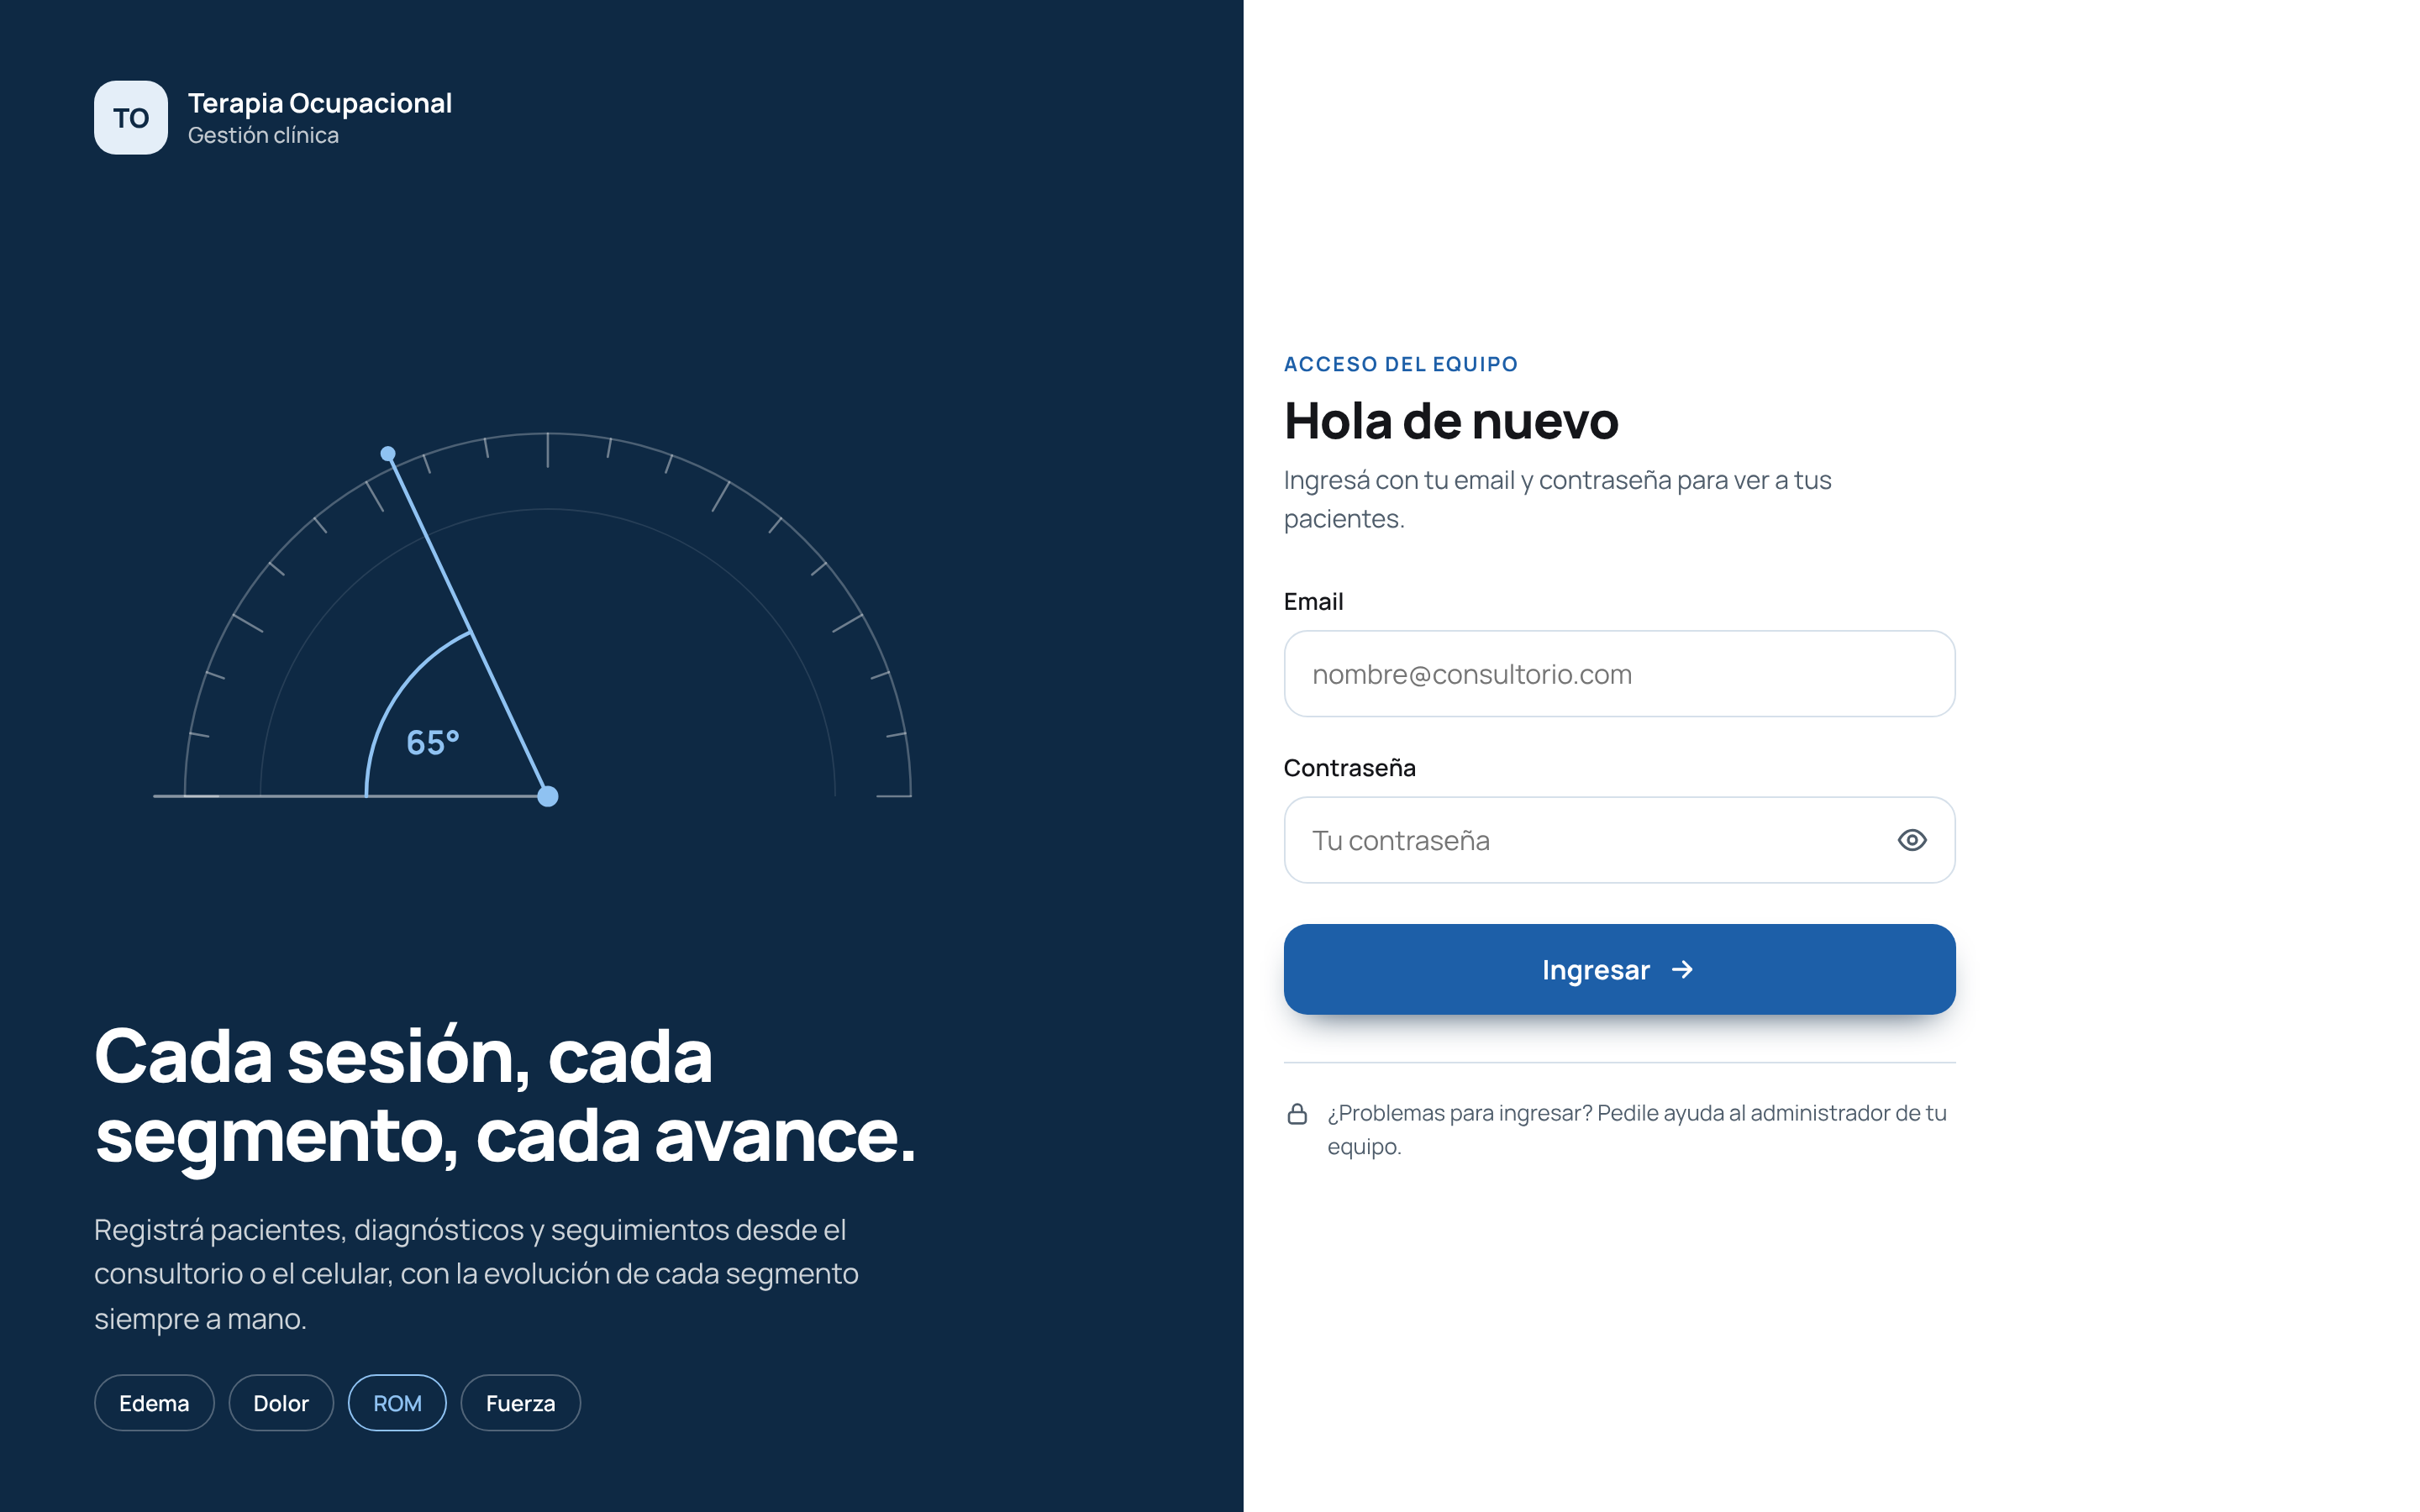 TO
Terapia Ocupacional
Gestión clínica
65°
Cada sesión, cada
segmento, cada avance.
Registrá pacientes, diagnósticos y seguimientos desde el
consultorio o el celular, con la evolución de cada segmento
siempre a mano.
Edema
Dolor
ROM
Fuerza
ACCESO DEL EQUIPO
Hola de nuevo
Ingresá con tu email y contraseña para ver a tus
pacientes.
Email
nombre@consultorio.com
Contraseña
Tu contraseña
Ingresar →
¿Problemas para ingresar? Pedile ayuda al administrador de tu
equipo.